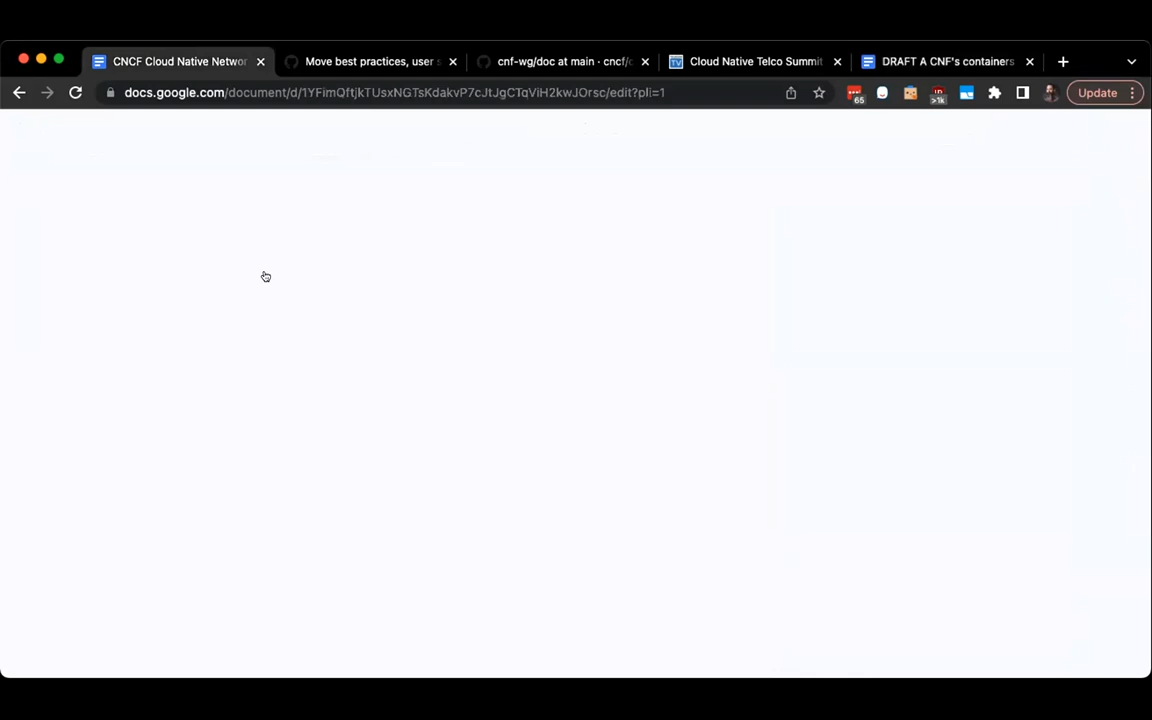 CNCF Cloud Native Networ
Move best practices, user s
cnf-wg/doc at main · cncf/c
Cloud Native Telco Summit
DRAFT A CNF's containers
docs.google.com/document/d/1YFimQftjkTUsxNGTsKdakvP7cJtJgCTqViH2kwJOrsc/edit?pli=1
65
>1k
Update